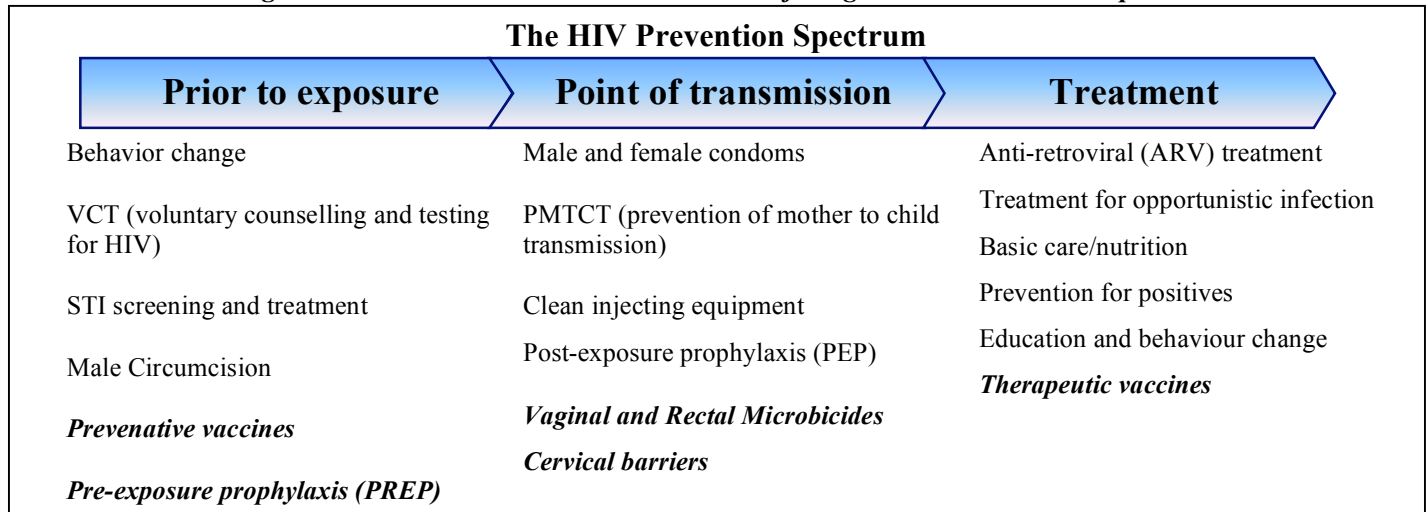 The HIV Prevention Spectrum
Prior to exposure
Point of transmission
Treatment
Behavior change
VCT (voluntary counselling and testing
for HIV)
STI screening and treatment
Male Circumcision
Prevenative vaccines
Pre-exposure prophylaxis (PREP)
Male and female condoms
PMTCT (prevention of mother to child
transmission)
Clean injecting equipment
Post-exposure prophylaxis (PEP)
Vaginal and Rectal Microbicides
Cervical barriers
Anti-retroviral (ARV) treatment
Treatment for opportunistic infection
Basic care/nutrition
Prevention for positives
Education and behaviour change
Therapeutic vaccines